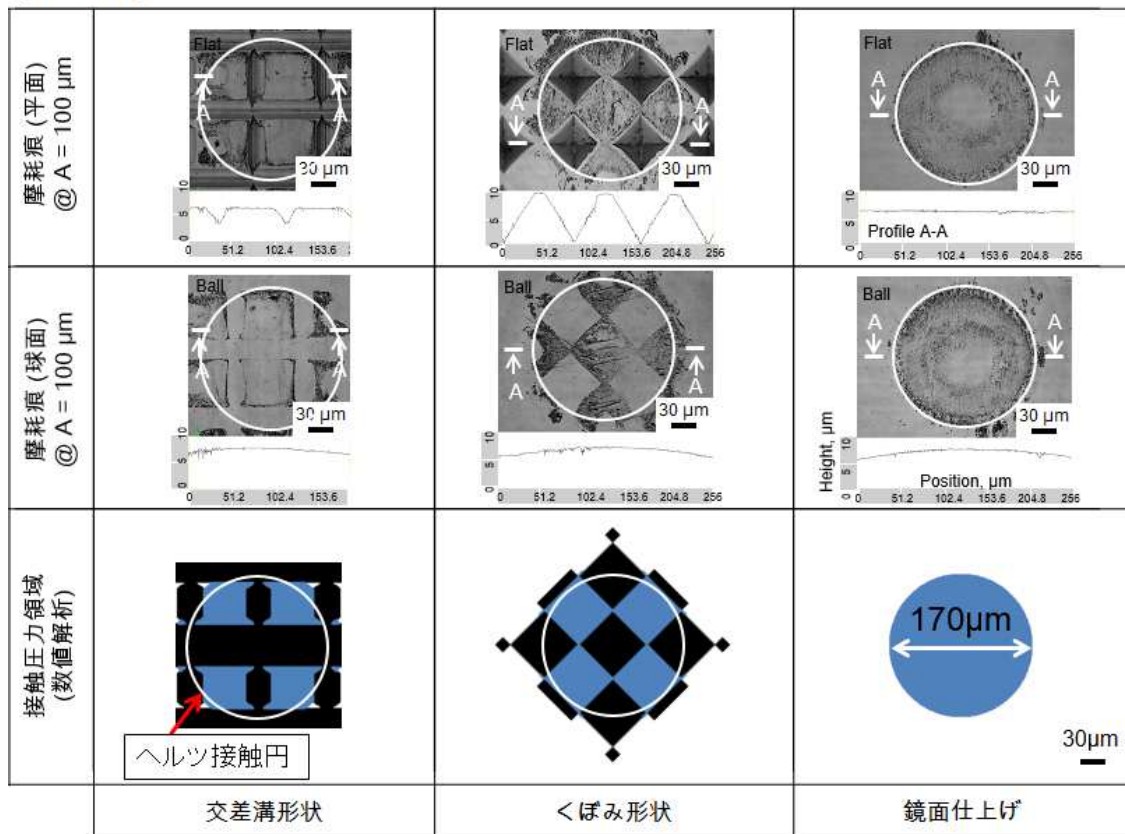 摩耗痕 (平面)
@ A = 100 µm
Flat
A
A
30 µm
10
5
0
0 51.2 102.4 153.6
Flat
A
A
30 µm
10
5
0
0 51.2 102.4 153.6 204.8 256
Flat
A
A
30 µm
10
5
0
Profile A-A
0 51.2 102.4 153.6 204.8 256
摩耗痕 (球面)
@ A = 100 µm
Ball
A
A
30 µm
10
5
0
0 51.2 102.4 153.6
Ball
A
A
30 µm
10
5
0
0 51.2 102.4 153.6 204.8 256
Ball
A
A
30 µm
Height, µm
10
5
0
Position, µm
0 51.2 102.4 153.6 204.8 256
接触圧力領域
(数値解析)
ヘルツ接触円
170µm
30µm
交差溝形状
くぼみ形状
鏡面仕上げ